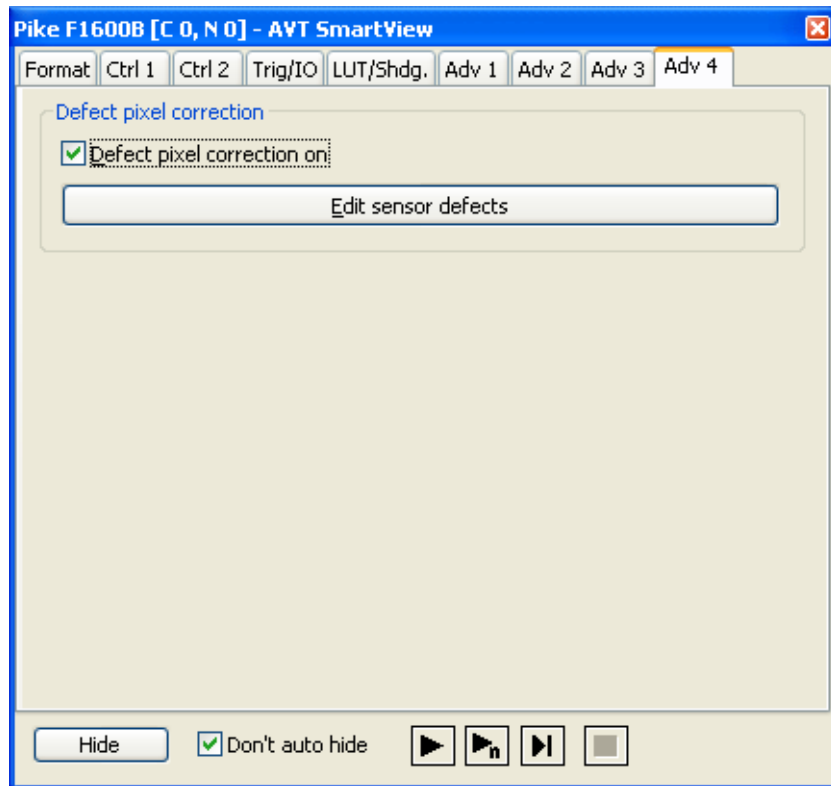 Pike F1600B [C 0, N 0] - AVT SmartView
Format Ctrl 1 Ctrl 2 Trig/IO LUT/Shdg. Adv 1 Adv 2 Adv 3 Adv 4
Defect pixel correction
Defect pixel correction on
Edit sensor defects
Hide Don't auto hide n